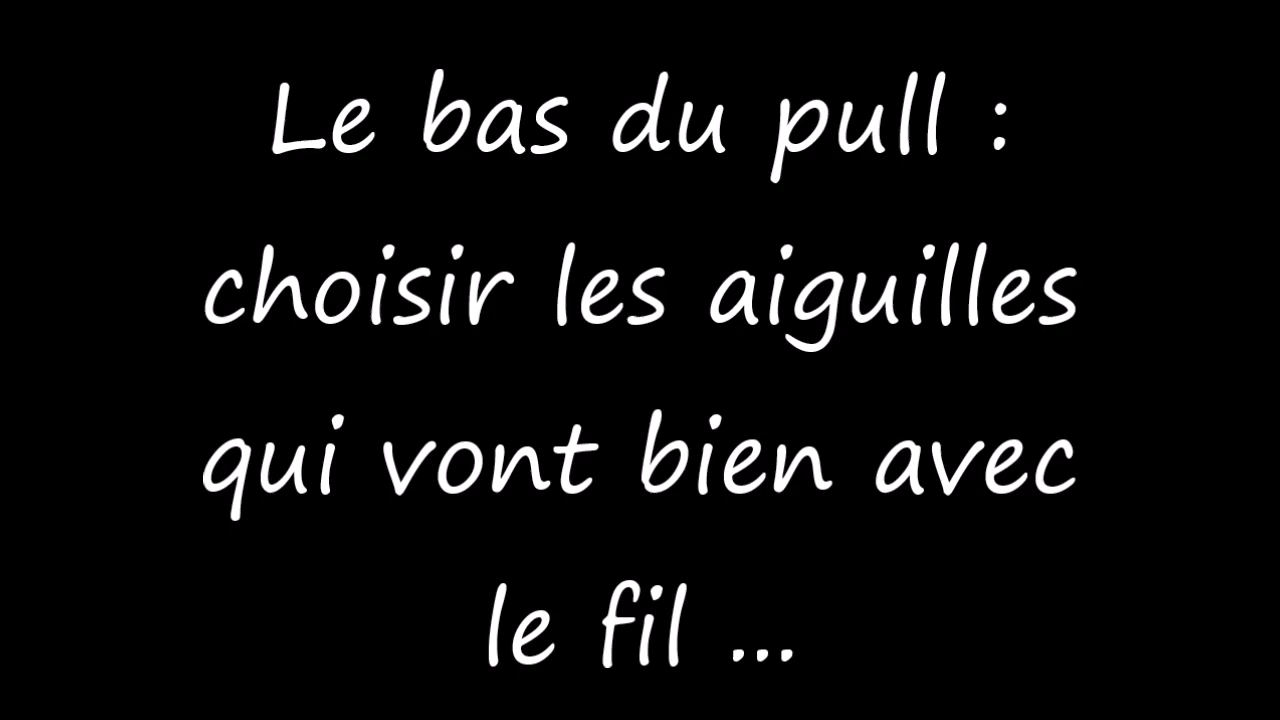 Le bas du pull :
choisir les aiguilles
qui vont bien avec
le fil ...